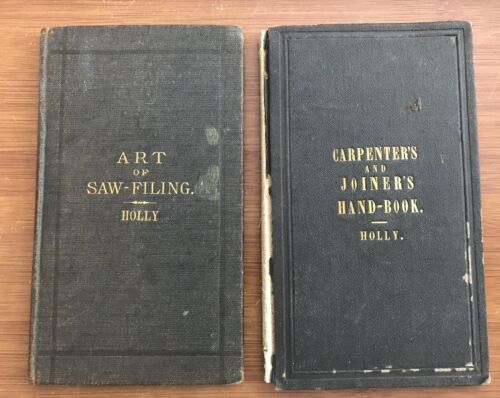 ART
OF
SAW-FILING.
HOLLY
CARPENTER'S
AND
JOINER'S
HAND-BOOK.
HOLLY.